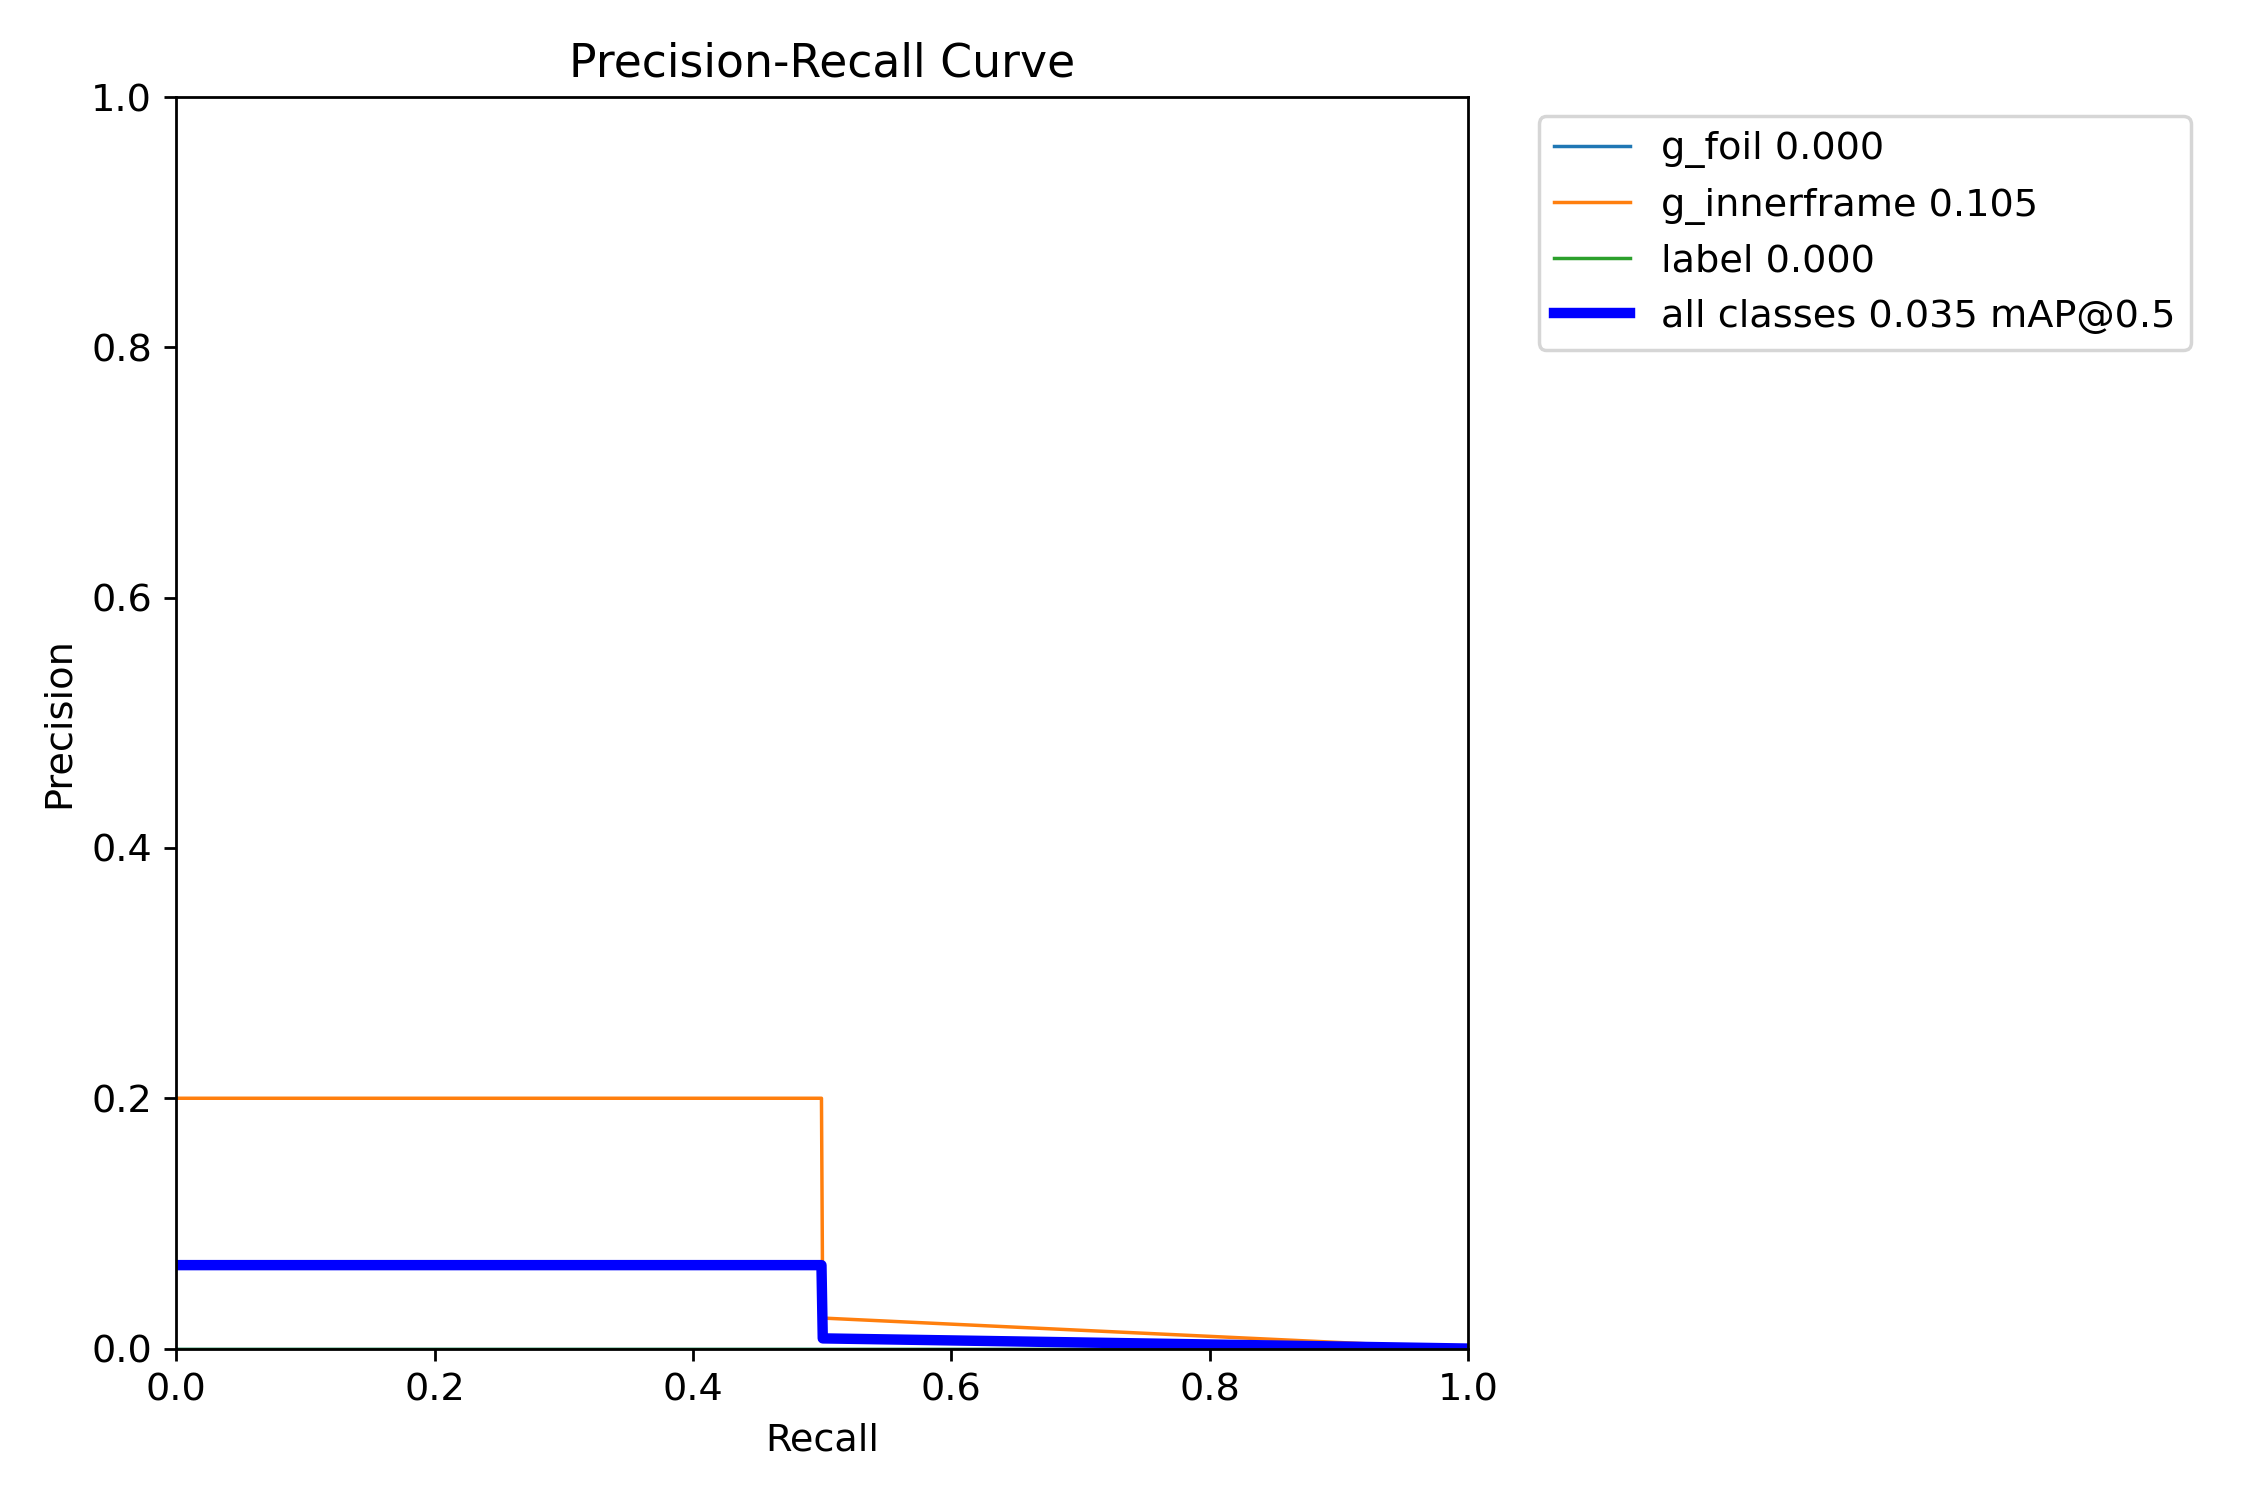 Precision-Recall Curve
1.0
0.8
0.6
0.4
0.2
0.0
Precision
0.0 0.2 0.4 0.6 0.8 1.0
Recall
g_foil 0.000
g_innerframe 0.105
label 0.000
all classes 0.035 mAP@0.5